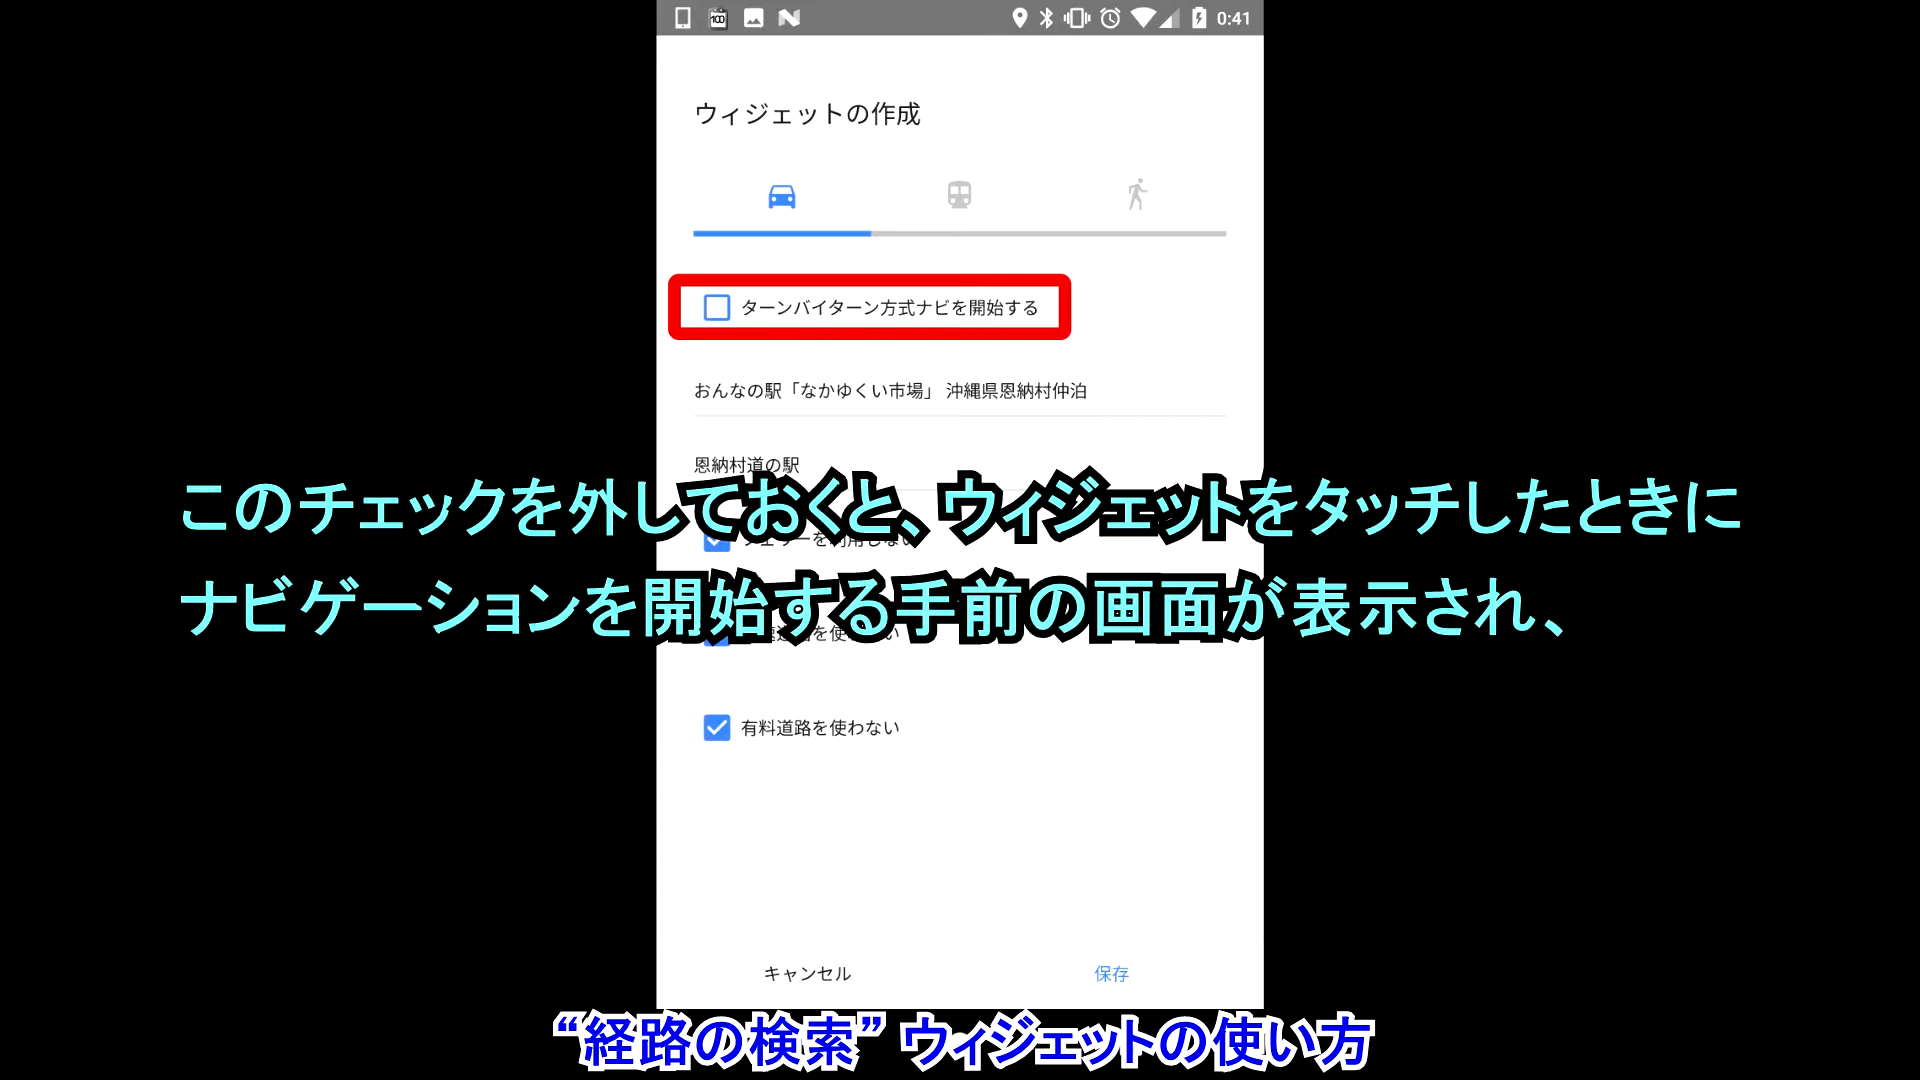 0:41
ウィジェットの作成
ターンバイターン方式ナビを開始する
おんなの駅「なかゆくい市場」 沖縄県恩納村仲泊
恩納村道の駅
このチェックを外しておくと、ウィジェットをタッチしたときに
ナビゲーションを開始する手前の画面が表示され、
有料道路を使わない
キャンセル
保存
“経路の検索” ウィジェットの使い方